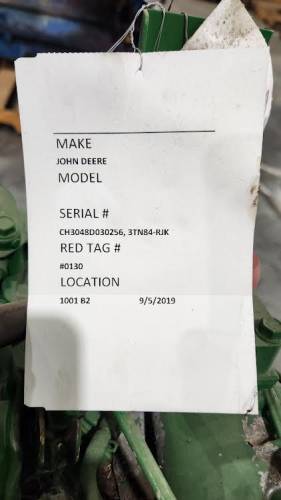 MAKE
JOHN DEERE
MODEL
SERIAL #
CH3048D030256, 3TN84-RJK
RED TAG #
#0130
LOCATION
1001 B2 9/5/2019